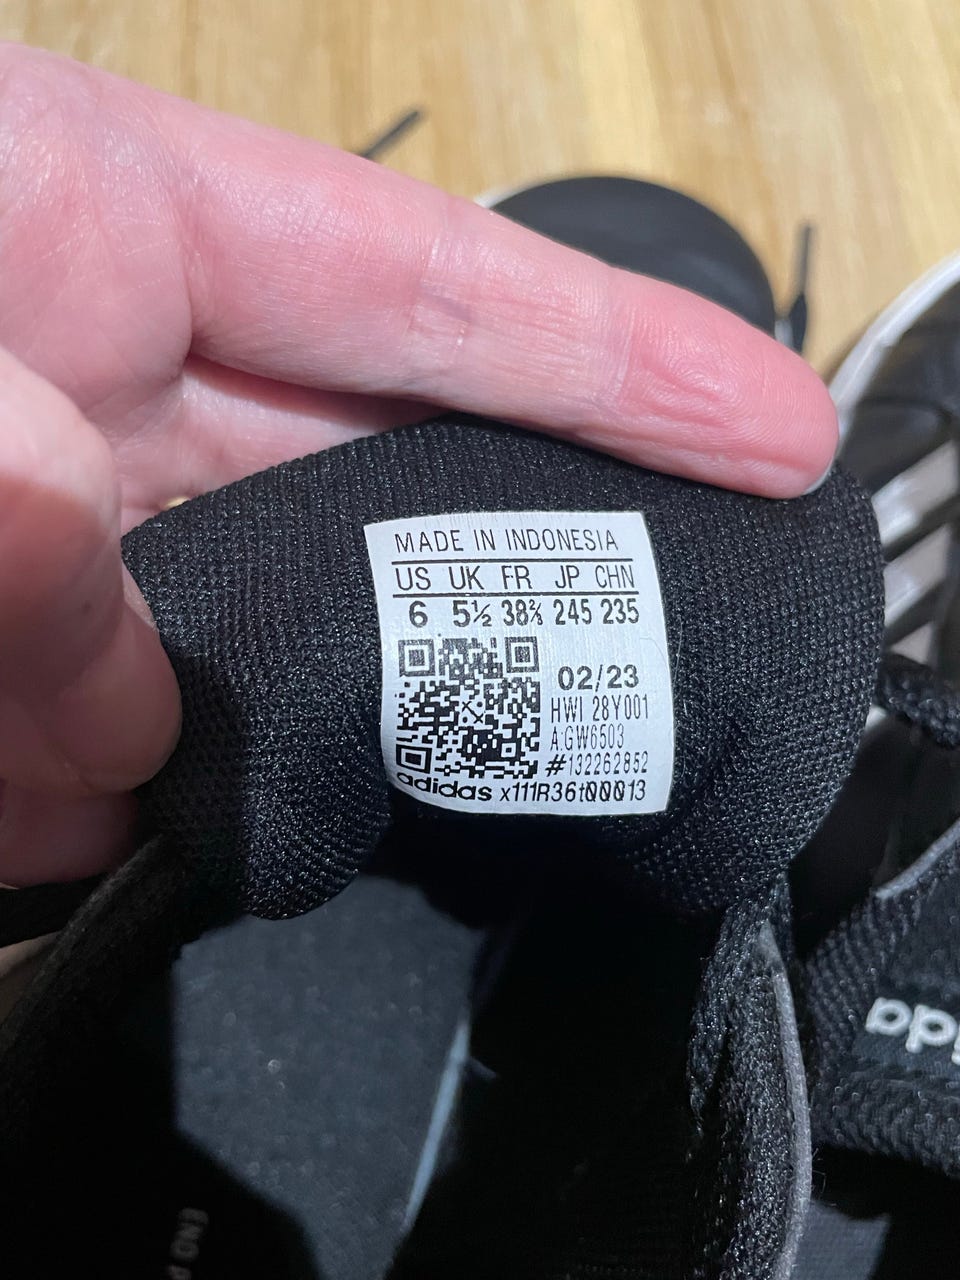 MADE IN INDONESIA
US UK FR JP CHN
6 5½ 38⅔ 245 235
02/23
HWI 28Y001
A:GW6503
#132262852
adidas x111R36t00013
END